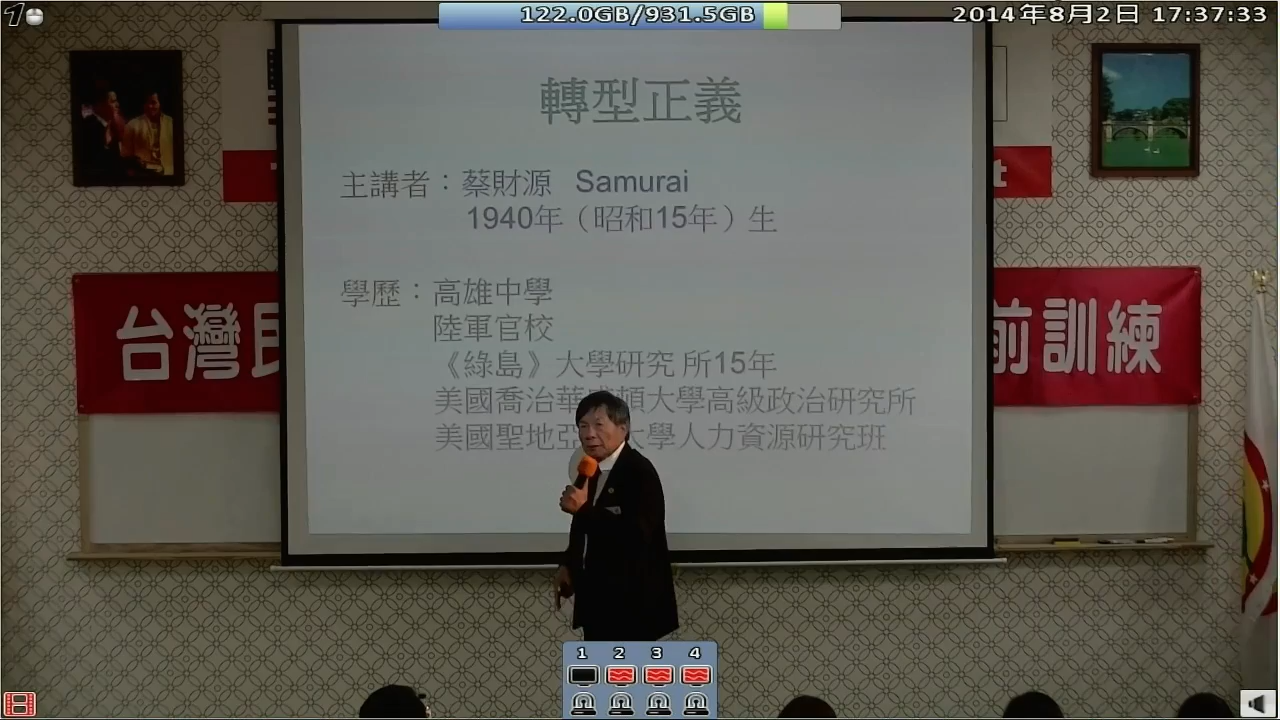 1
122.0GB/931.5GB
2014年8月2日 17:37:33
轉型正義
主講者：蔡財源 Samurai
1940年（昭和15年）生
學歷：高雄中學
陸軍官校
《綠島》大學研究 所15年
美國喬治華盛頓大學高級政治研究所
美國聖地亞 大學人力資源研究班
台灣民
前訓練
1 2 3 4